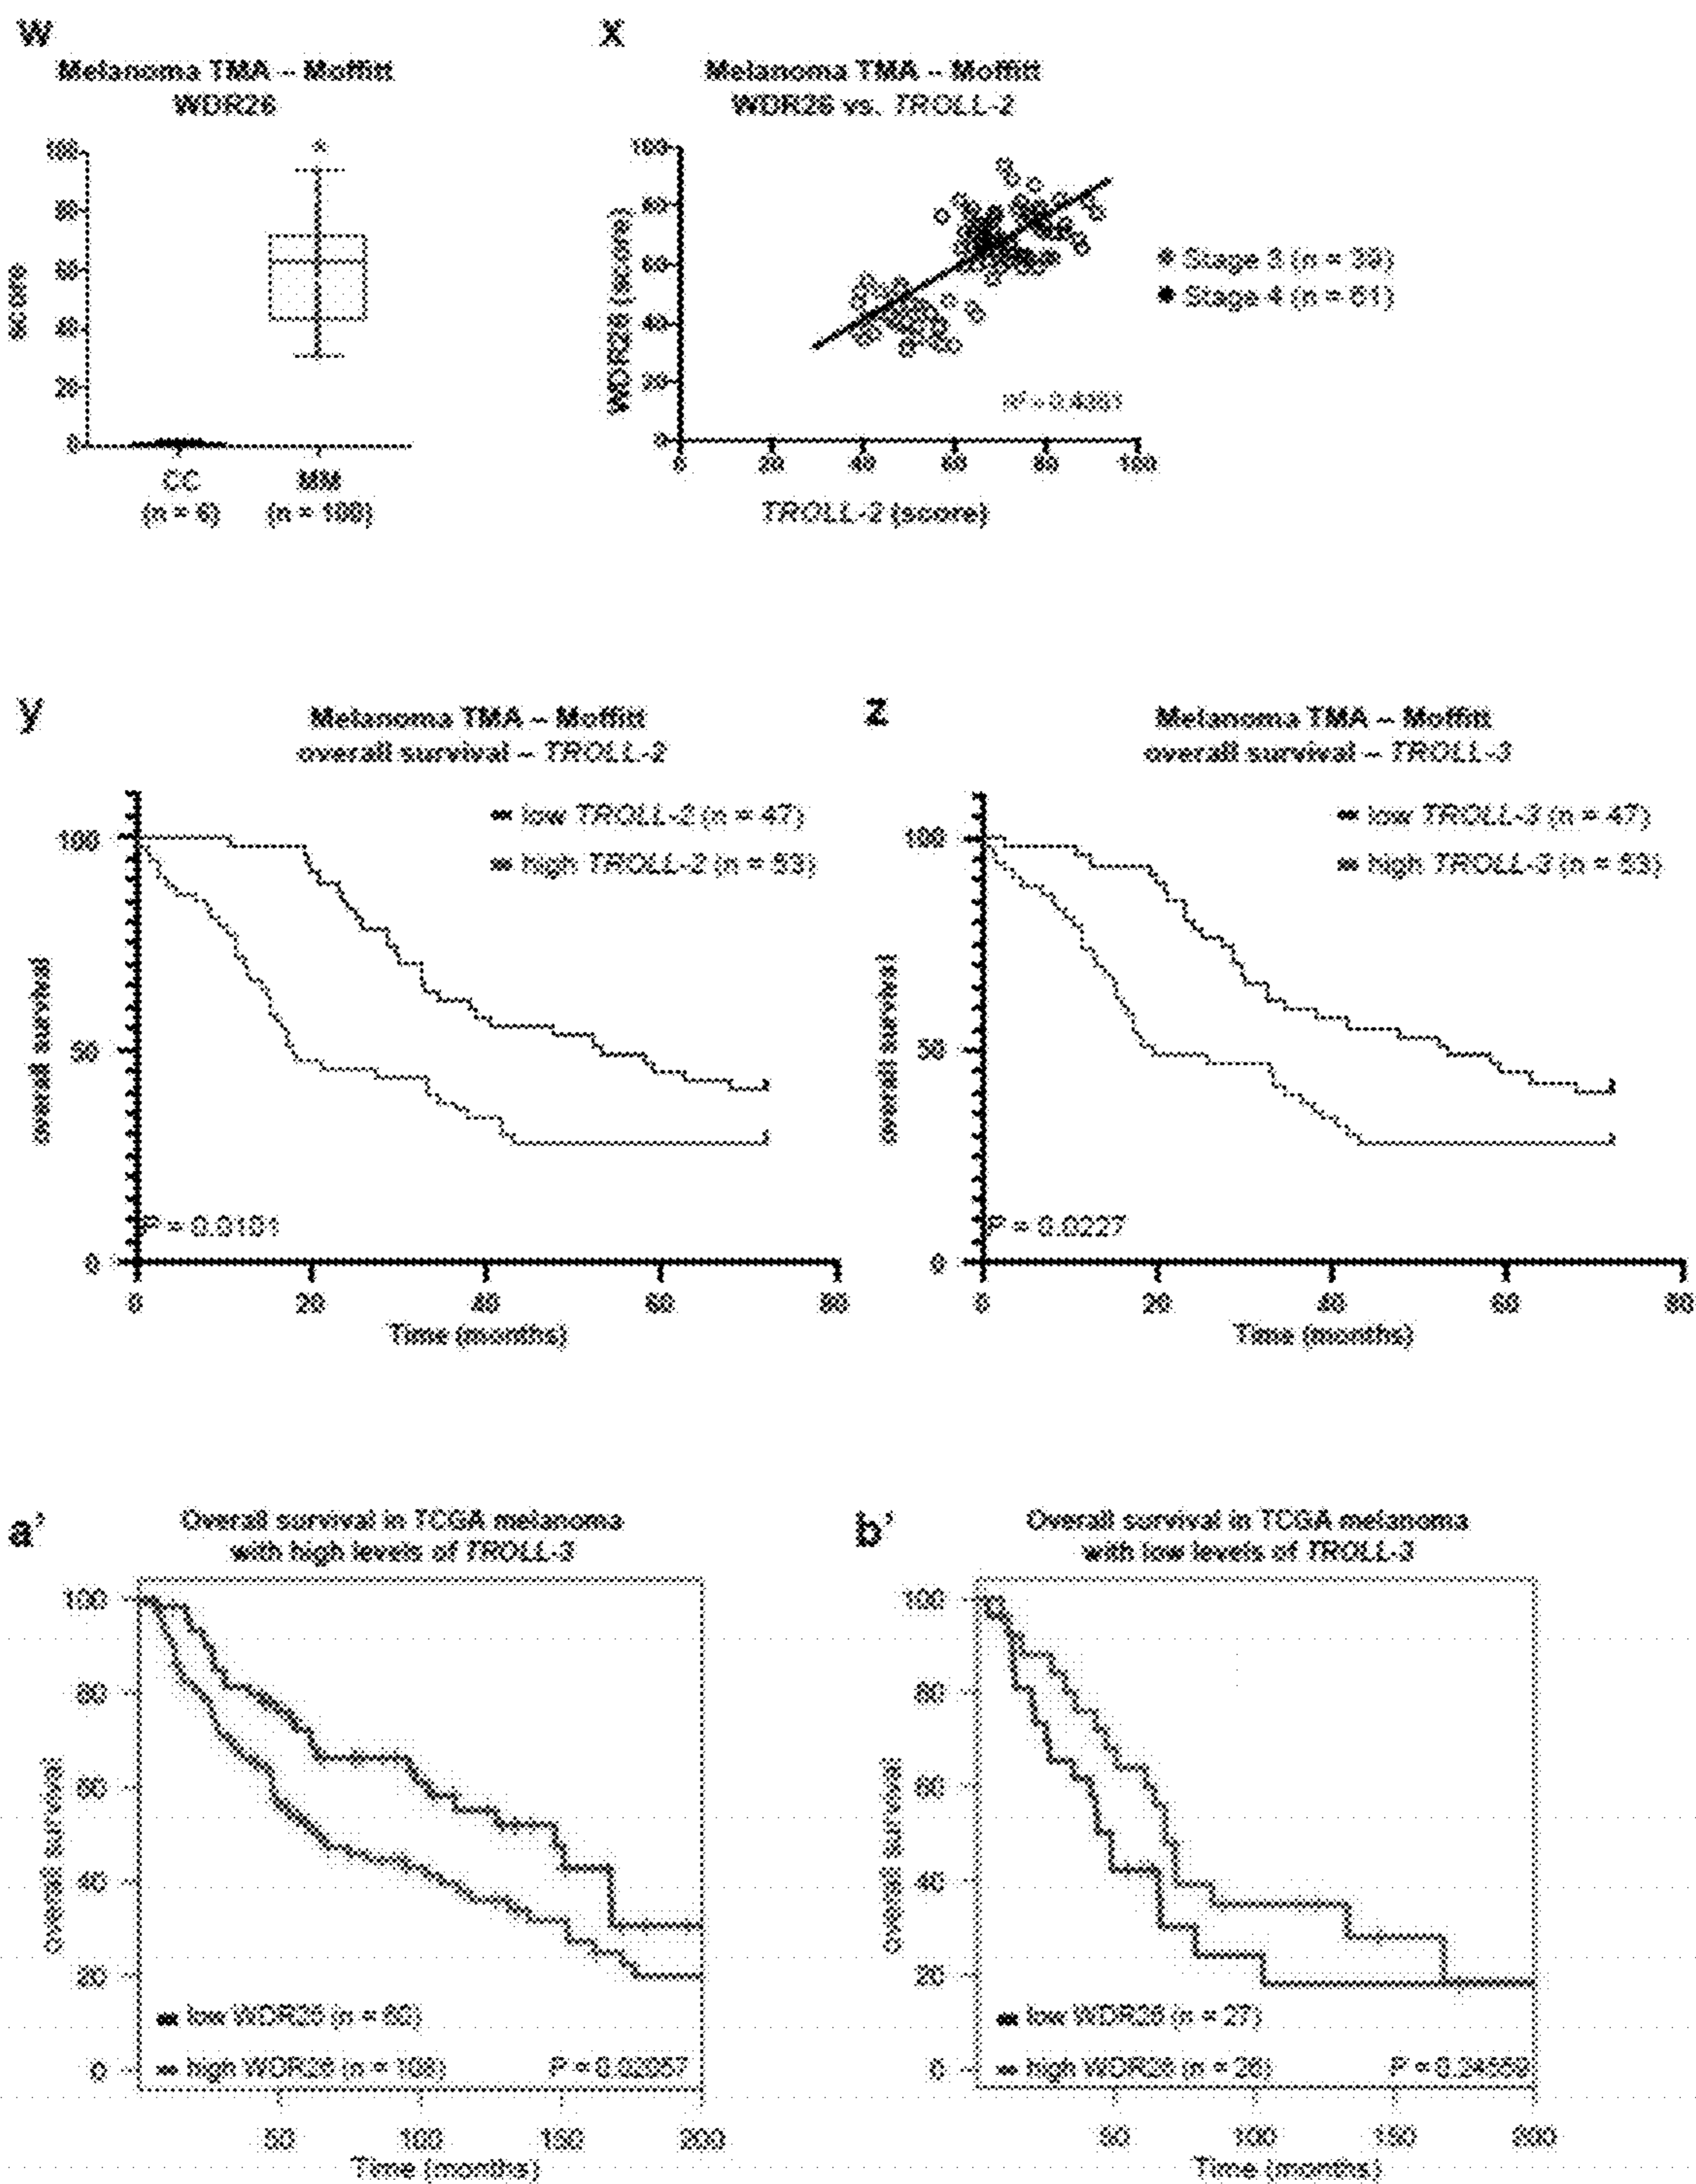 w
Melanoma TMA – Moffitt
WDR26
score
100
80
60
40
20
0
CC
(n = 6)
MM
(n = 100)
*
x
Melanoma TMA – Moffitt
WDR26 vs. TROLL-2
WDR26 (score)
100
80
60
40
20
0
0 20 40 60 80 100
TROLL-2 (score)
Stage 3 (n = 39)
Stage 4 (n = 61)
y
Melanoma TMA – Moffitt
overall survival – TROLL-2
low TROLL-2 (n = 47)
high TROLL-2 (n = 53)
overall survival
100
50
0
P = 0.0101
0 20 40 60 80
Time (months)
z
Melanoma TMA – Moffitt
overall survival – TROLL-3
low TROLL-3 (n = 47)
high TROLL-3 (n = 53)
overall survival
100
50
0
P = 0.0227
0 20 40 60 80
Time (months)
a'
Overall survival in TCGA melanoma
with high levels of TROLL-3
overall survival
100
80
60
40
20
0
low WDR26
high WDR26 (n = 108)
50 100 150 200
Time (months)
b'
Overall survival in TCGA melanoma
with low levels of TROLL-3
overall survival
100
80
60
40
20
0
low WDR26 (n = 27)
high WDR26 (n = 26)
50 100 150 200
Time (months)